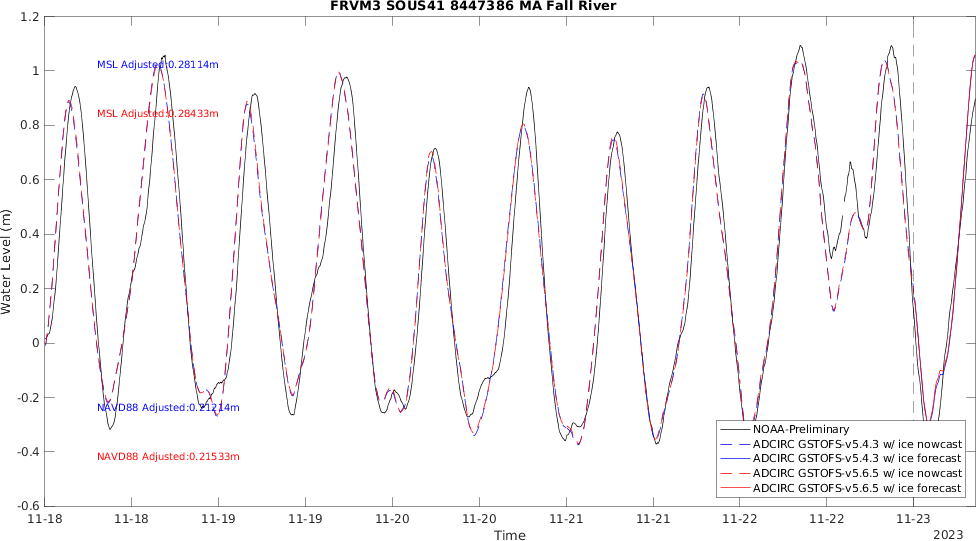 FRVM3 SOUS41 8447386 MA Fall River
1.2
1
0.8
0.6
0.4
0.2
0
-0.2
-0.4
-0.6
Water Level (m)
MSL Adjusted:0.28114m
MSL Adjusted:0.28433m
NAVD88 Adjusted:0.21214m
NAVD88 Adjusted:0.21533m
NOAA-Preliminary
ADCIRC GSTOFS-v5.4.3 w/ ice nowcast
ADCIRC GSTOFS-v5.4.3 w/ ice forecast
ADCIRC GSTOFS-v5.6.5 w/ ice nowcast
ADCIRC GSTOFS-v5.6.5 w/ ice forecast
11-18 11-18 11-19 11-19 11-20 11-20 11-21 11-21 11-22 11-22 11-23
Time
2023